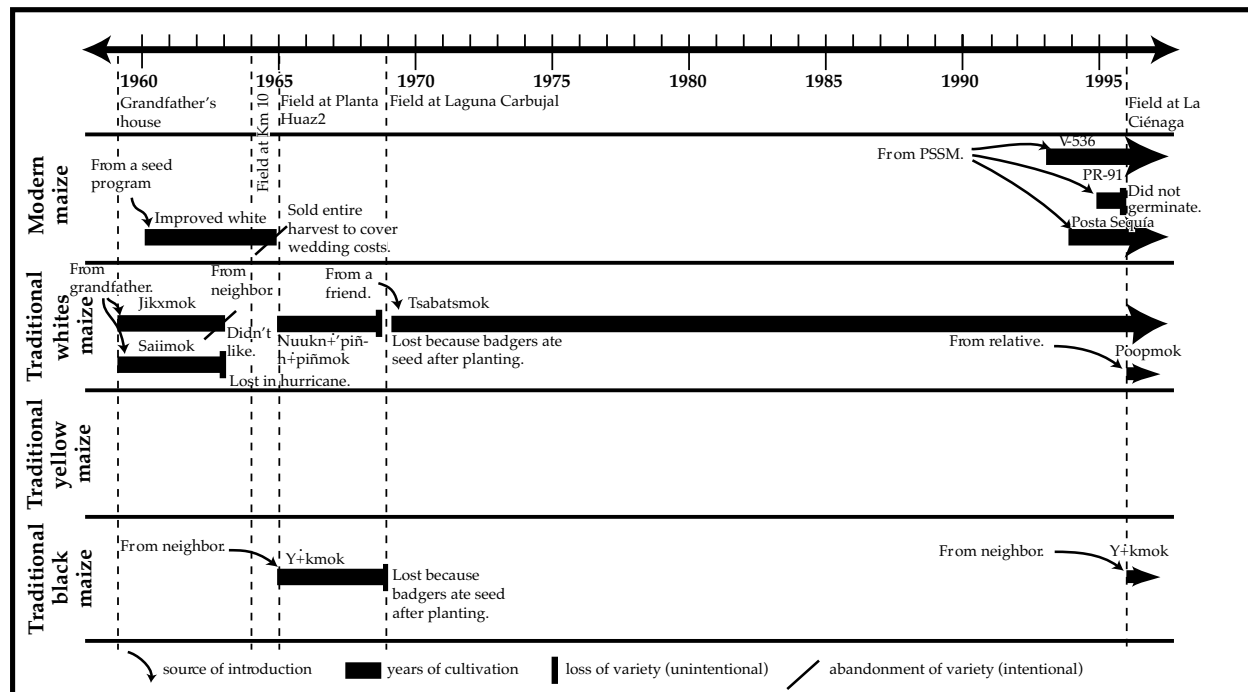 1960 1965 1970 1975 1980 1985 1990 1995
Grandfather's
house
Field at Km 10
Field at Planta
Huaz2
Field at Laguna Carbujal
Field at La
Ciénaga
Modern
maize
From a seed
program
Improved white
Sold entire
harvest to cover
wedding costs.
From PSSM.
V-536
PR-91
Did not
germinate.
Posta Sequía
Traditional
whites
maize
From
grandfather.
Jikxmok
From
neighbor.
Saiimok
Didn't
like.
Lost in hurricane.
Nuukn+'piñ-
h+piñmok
From a
friend.
Tsabatsmok
Lost because badgers ate
seed after planting.
From relative.
Poopmok
Traditional
yellow
maize
Traditional
black
maize
From neighbor.
Y+kmok
Lost because
badgers ate seed
after planting.
From neighbor.
Y+kmok
source of introduction
years of cultivation
loss of variety (unintentional)
abandonment of variety (intentional)